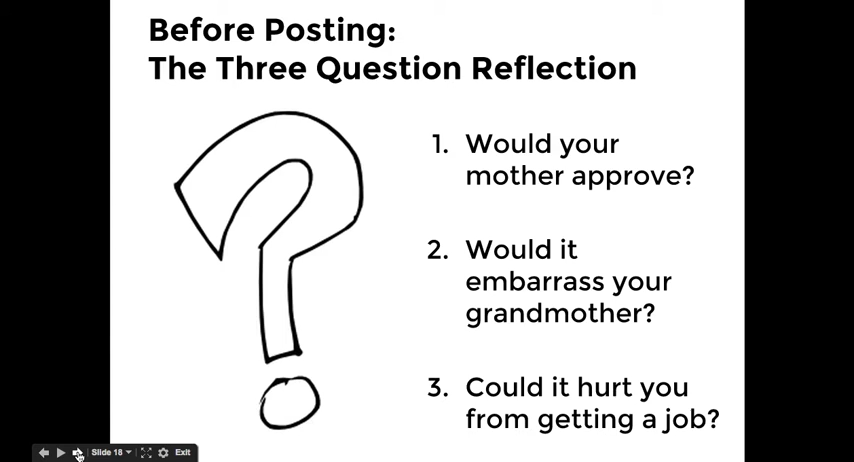 Before Posting:
The Three Question Reflection
1. Would your
mother approve?
2. Would it
embarrass your
grandmother?
3. Could it hurt you
from getting a job?
Slide 18
Exit